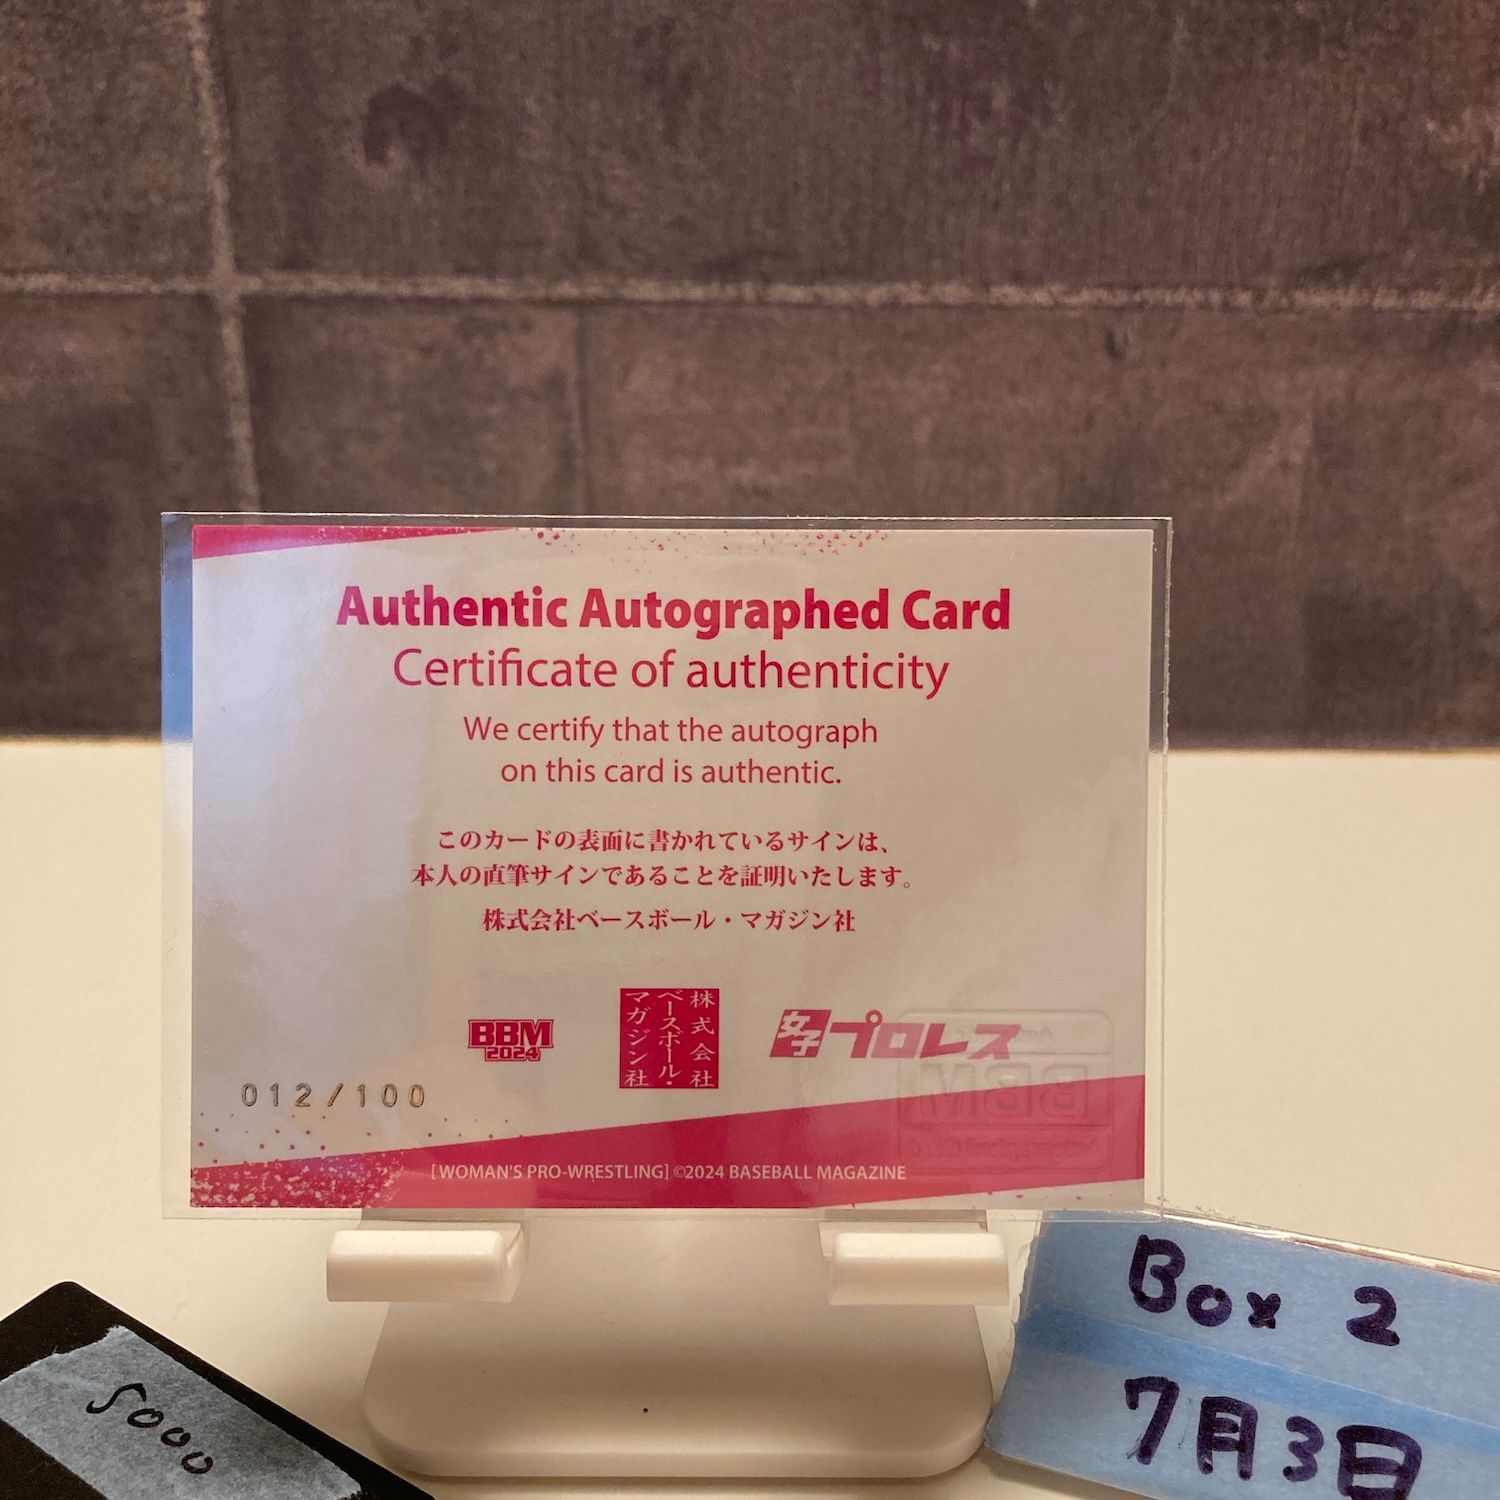 Authentic Autographed Card
Certificate of authenticity
We certify that the autograph
on this card is authentic.
このカードの表面に書かれているサインは、
本人の直筆サインであることを証明いたします。
株式会社ベースボール・マガジン社
BBM
2024
株式会社
ベースボール・
マガジン社
女子プロレス
BBM
012/100
[WOMAN'S PRO-WRESTLING] ©2024 BASEBALL MAGAZINE
5000
Box 2
7月3日